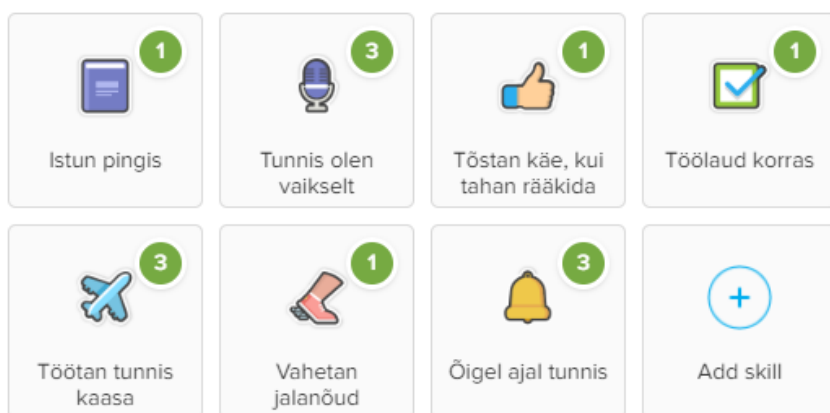 1
3
1
1
Istun pingis
Tunnis olen
vaikselt
Tõstan käe, kui
tahan rääkida
Töölaud korras
3
1
3
Töötan tunnis
kaasa
Vahetan
jalanõud
Õigel ajal tunnis
Add skill